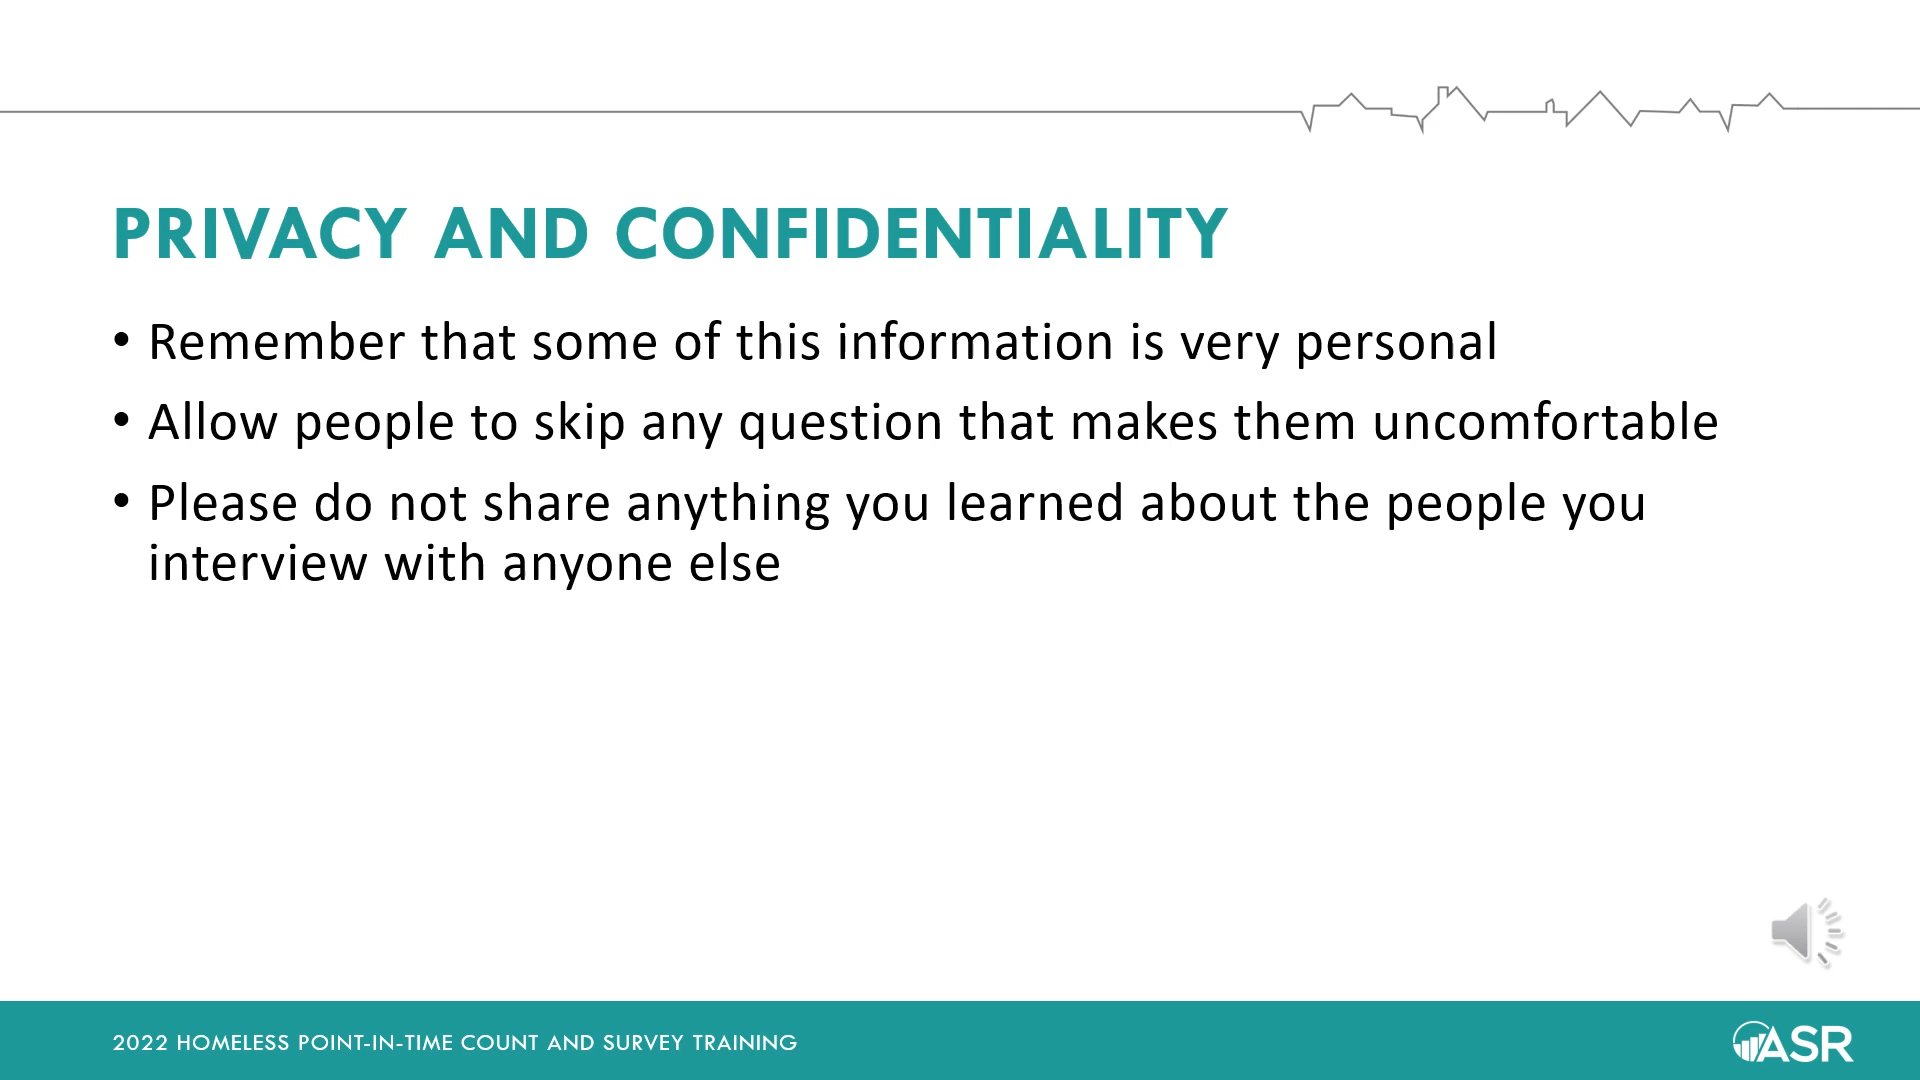 PRIVACY AND CONFIDENTIALITY
• Remember that some of this information is very personal
• Allow people to skip any question that makes them uncomfortable
• Please do not share anything you learned about the people you
interview with anyone else
2022 HOMELESS POINT-IN-TIME COUNT AND SURVEY TRAINING
ASR